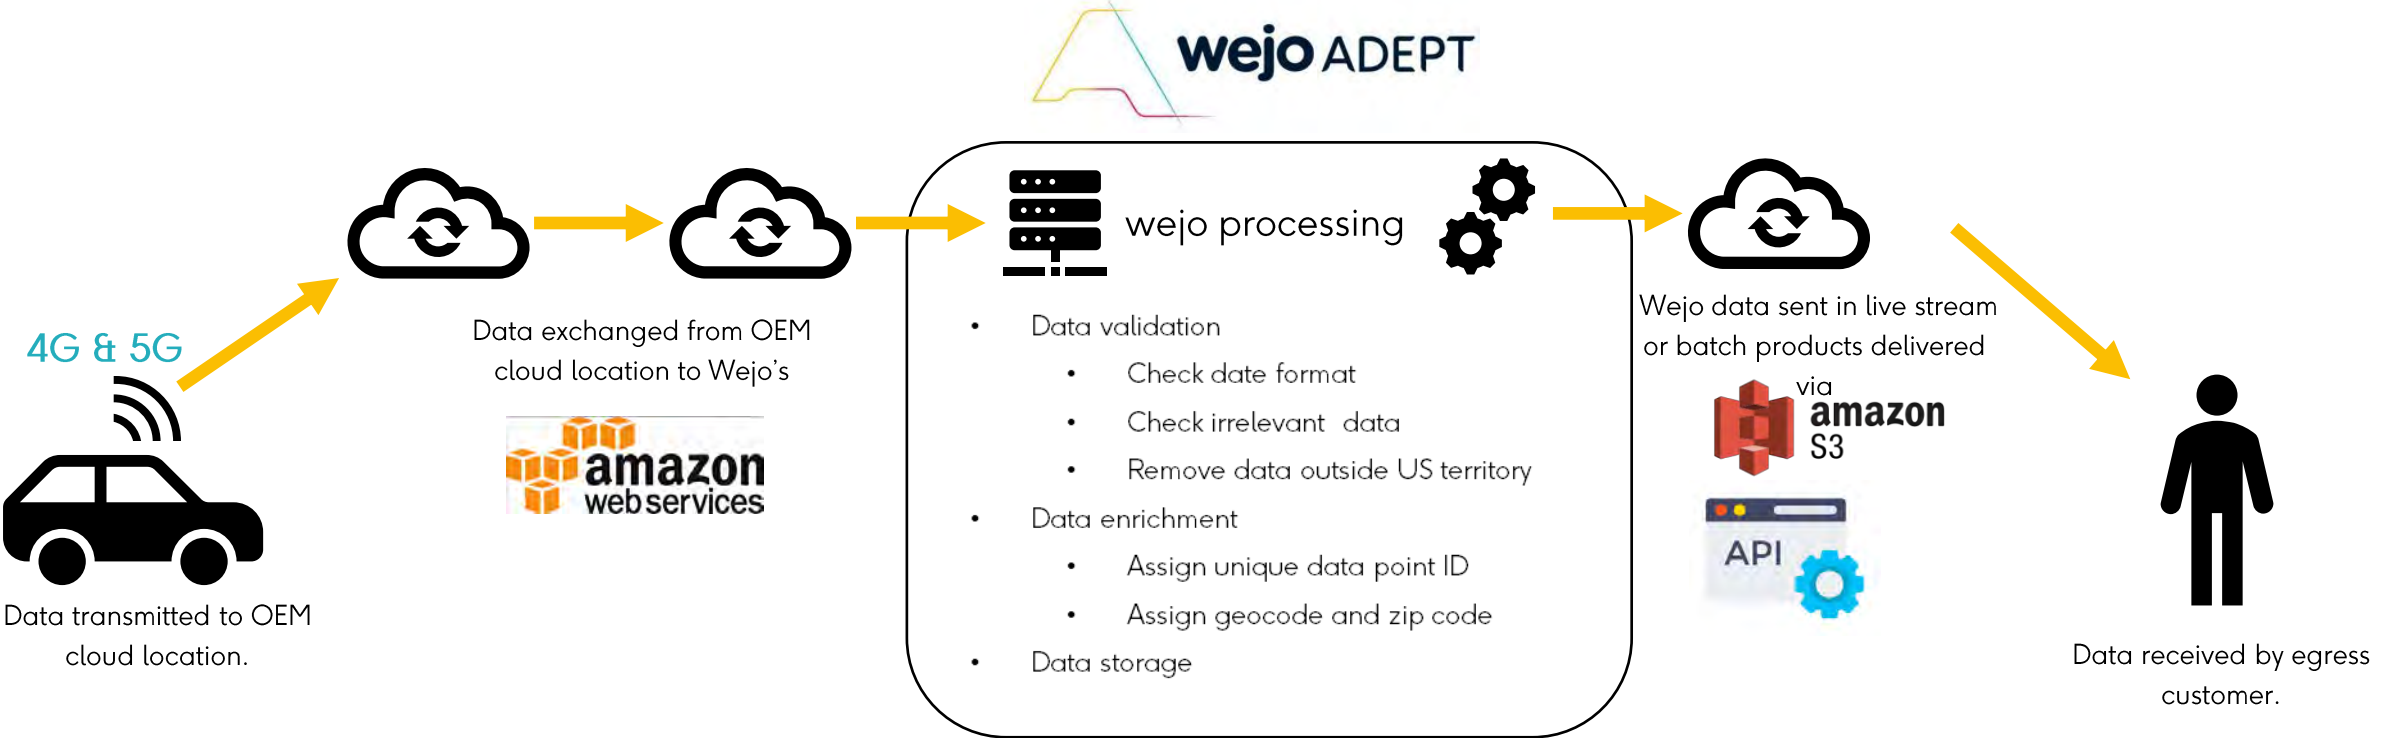 wejo ADEPT
4G & 5G
Data transmitted to OEM
cloud location.
Data exchanged from OEM
cloud location to Wejo's
amazon
webservices
wejo processing
• Data validation
• Check date format
• Check irrelevant data
• Remove data outside US territory
• Data enrichment
• Assign unique data point ID
• Assign geocode and zip code
• Data storage
Wejo data sent in live stream
or batch products delivered
via
amazon
S3
API
Data received by egress
customer.